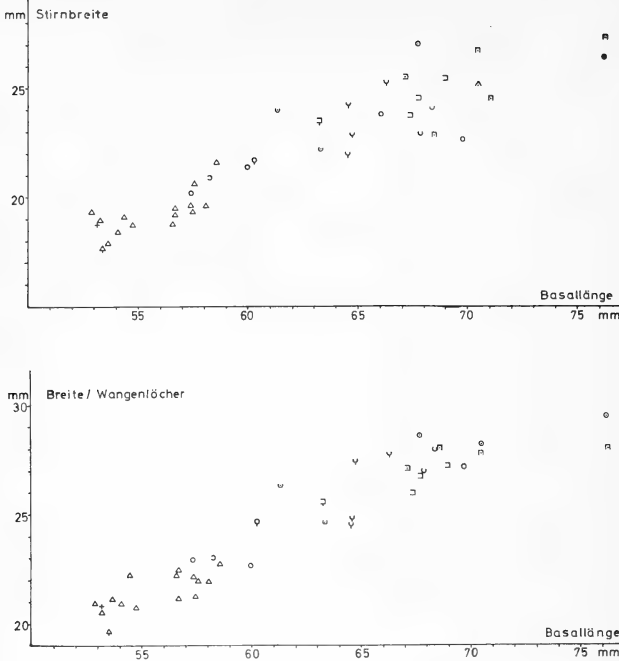 mm Stirnbreite
25
20
Basallänge
55 60 65 70 75 mm
mm Breite / Wangenlöcher
30
25
20
Basallänge
55 60 65 70 75 mm